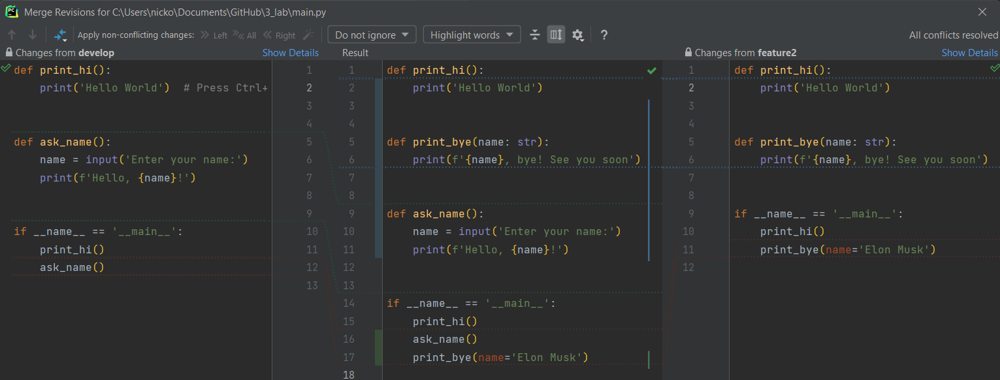 PC Merge Revisions for C:\Users\nicko\Documents\GitHub\3_lab\main.py
Apply non-conflicting changes: Left All Right Do not ignore Highlight words ? All conflicts resolved
Changes from develop Show Details Result Changes from feature2 Show Details
def print_hi():
    print('Hello World')  # Press Ctrl+
def ask_name():
    name = input('Enter your name:')
    print(f'Hello, {name}!')
if __name__ == '__main__':
    print_hi()
    ask_name()
1 1
2 2
3 3
4 4
5 5
6 6
7 7
8 8
9 9
10 10
11 11
12 12
13 13
14
15
16
17
18
def print_hi():
    print('Hello World')
def print_bye(name: str):
    print(f'{name}, bye! See you soon')
def ask_name():
    name = input('Enter your name:')
    print(f'Hello, {name}!')
if __name__ == '__main__':
    print_hi()
    ask_name()
    print_bye(name='Elon Musk')
1
2
3
4
5
6
7
8
9
10
11
12
def print_hi():
    print('Hello World')
def print_bye(name: str):
    print(f'{name}, bye! See you soon')
if __name__ == '__main__':
    print_hi()
    print_bye(name='Elon Musk')